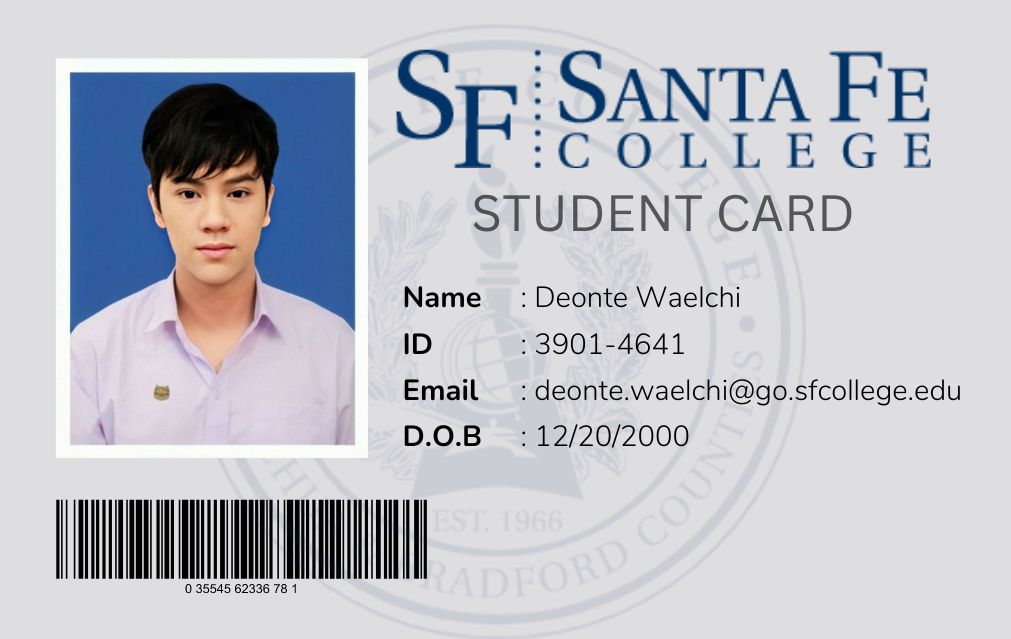 SF SANTA FE
COLLEGE
STUDENT CARD
Name : Deonte Waelchi
ID : 3901-4641
Email : deonte.waelchi@go.sfcollege.edu
D.O.B : 12/20/2000
EST. 1966
BRADFORD COUNTIES
0 35545 62336 78 1